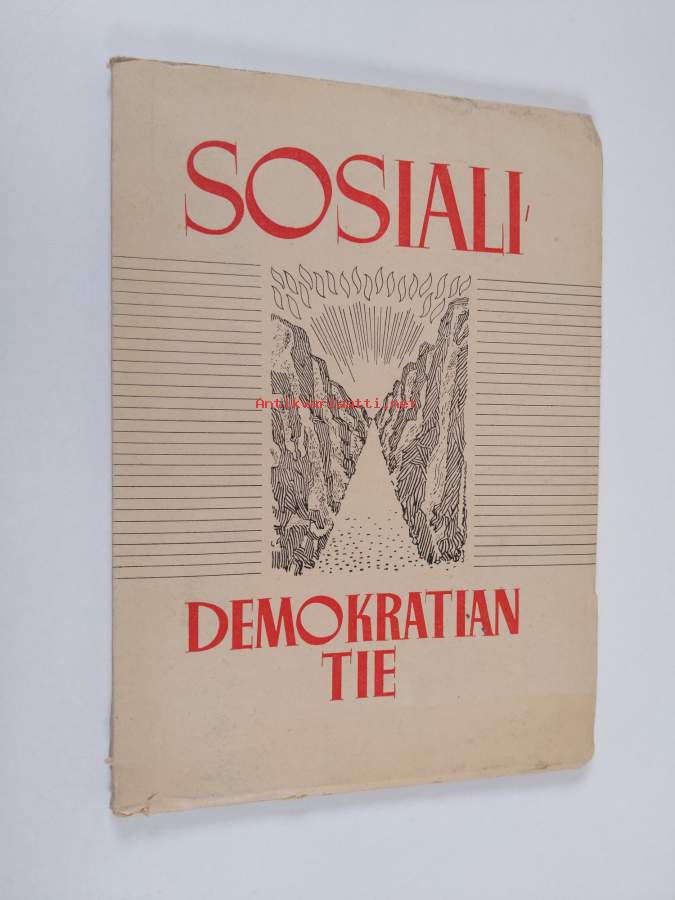 SOSIALI-
Antikvariaatti.net
DEMOKRATIAN
TIE